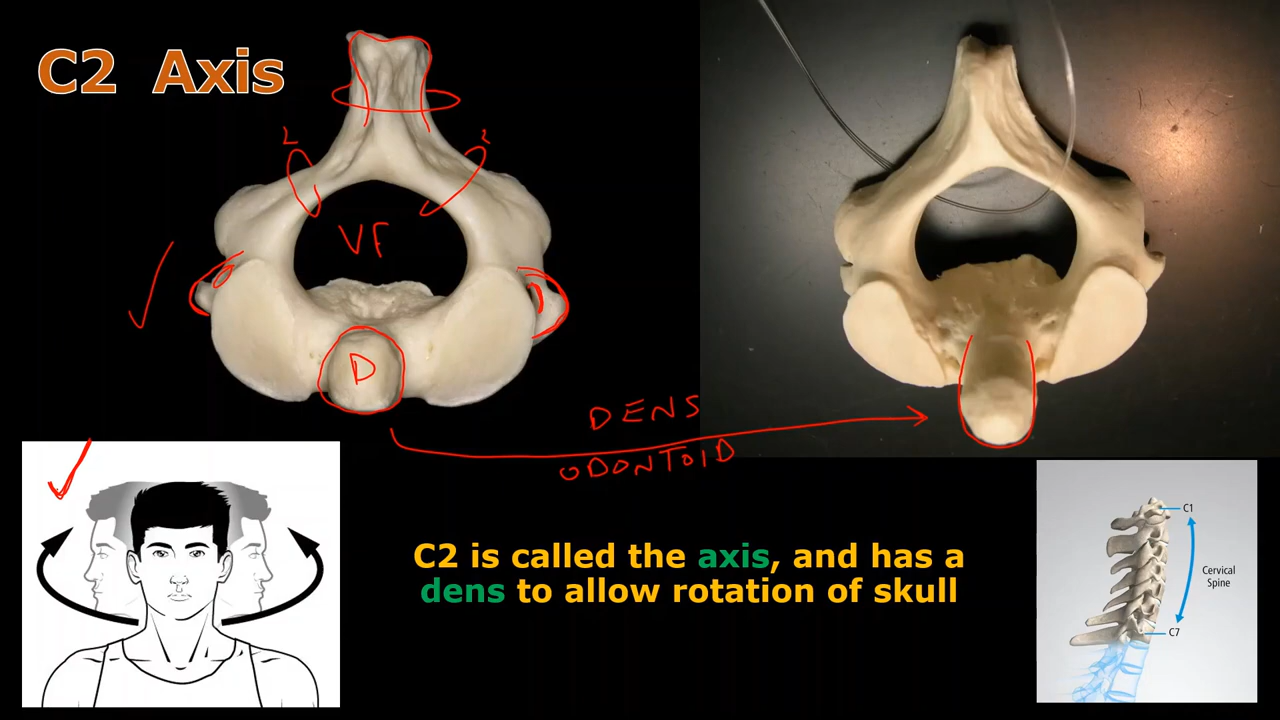 C2 Axis
VF
D
DENS
ODONTOID
C2 is called the axis, and has a
dens to allow rotation of skull
C1
Cervical
Spine
C7